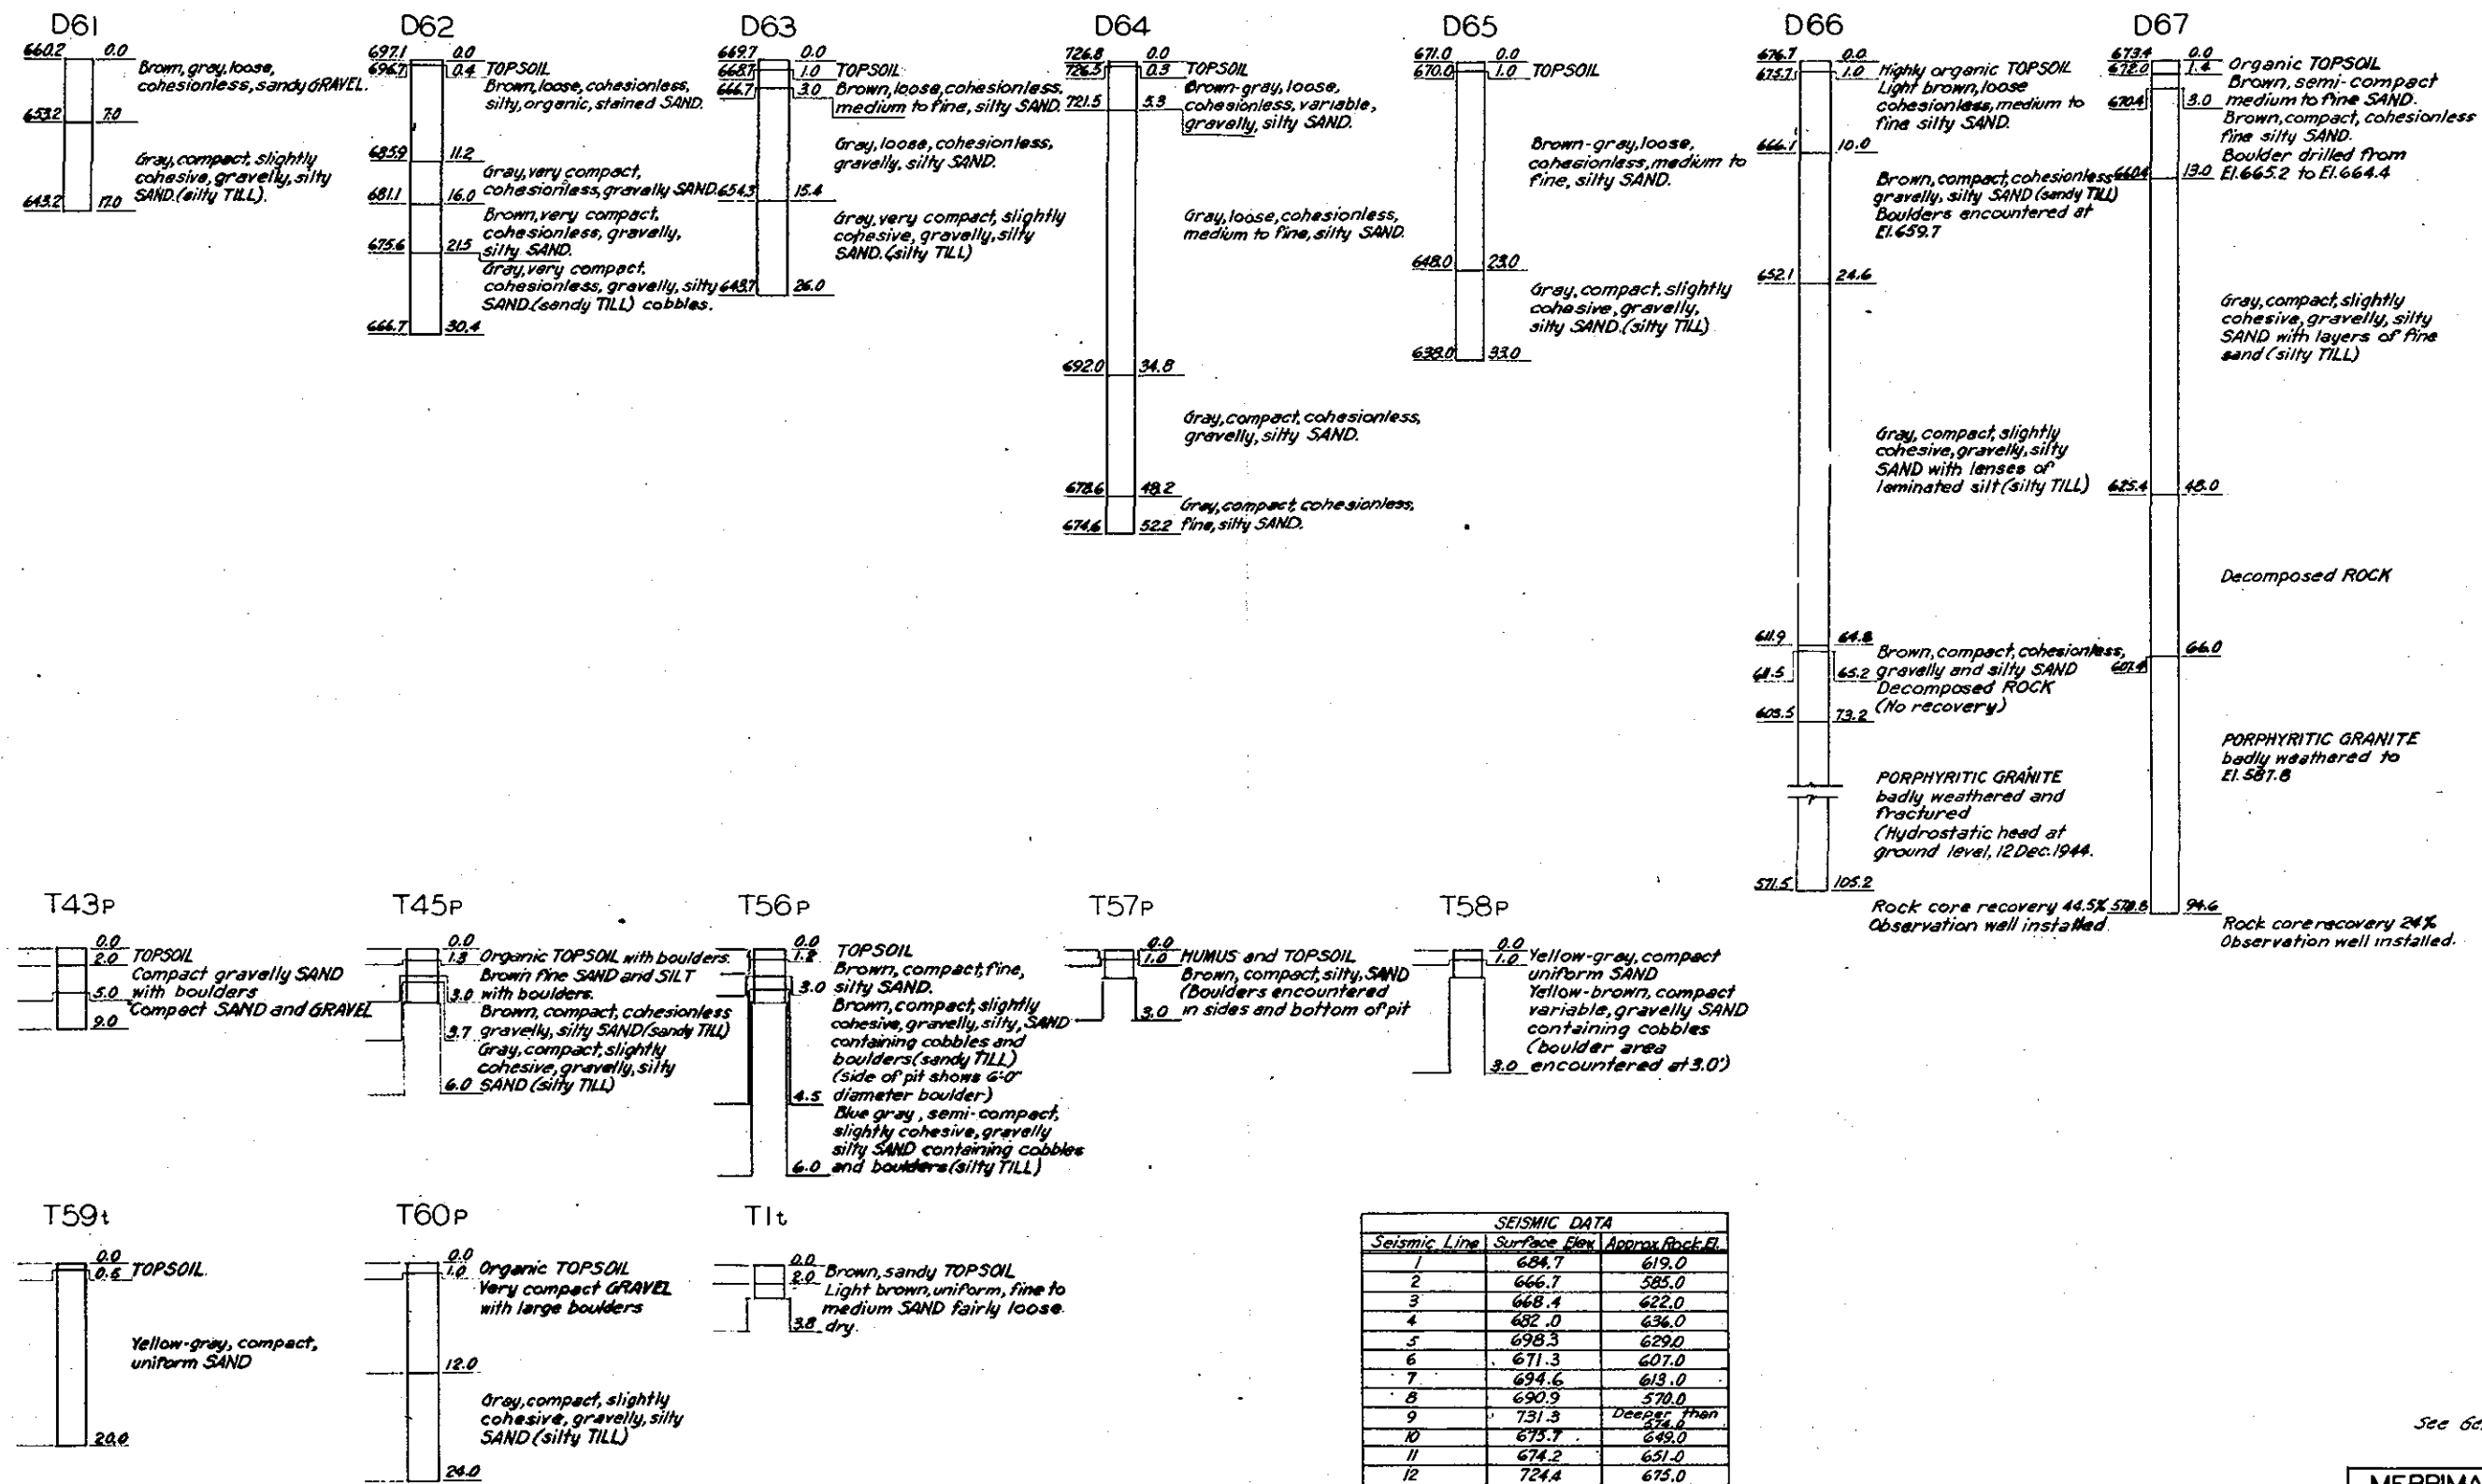 D61
660.2 0.0
Brown, gray, loose,
cohesionless, sandy GRAVEL.
653.2 7.0
Gray, compact, slightly
cohesive, gravelly, silty
SAND. (silty TILL).
643.2 17.0
D62
697.1 0.0
696.7 0.4 TOPSOIL
Brown, loose, cohesionless,
silty, organic, stained SAND.
685.9 11.2
Gray, very compact,
cohesionless, gravelly SAND.
681.1 16.0
Brown, very compact,
cohesionless, gravelly,
silty SAND.
675.6 21.5
Gray, very compact,
cohesionless, gravelly, silty
SAND. (sandy TILL) cobbles.
666.7 30.4
D63
669.7 0.0
668.7 1.0 TOPSOIL
666.7 3.0 Brown, loose, cohesionless,
medium to fine, silty SAND.
Gray, loose, cohesionless,
gravelly, silty SAND.
654.3 15.4
Gray, very compact, slightly
cohesive, gravelly, silty
SAND. (silty TILL)
643.7 26.0
D64
726.8 0.0
726.5 0.3 TOPSOIL
Brown-gray, loose,
cohesionless, variable,
gravelly, silty SAND.
721.5 5.3
Gray, loose, cohesionless,
medium to fine, silty SAND.
692.0 34.8
Gray, compact, cohesionless,
gravelly, silty SAND.
678.6 48.2
Gray, compact, cohesionless,
fine, silty SAND.
674.6 52.2
D65
671.0 0.0
670.0 1.0 TOPSOIL
Brown-gray, loose,
cohesionless, medium to
fine, silty SAND.
648.0 23.0
Gray, compact, slightly
cohesive, gravelly,
silty SAND. (silty TILL)
638.0 33.0
D66
676.7 0.0
675.7 1.0 Highly organic TOPSOIL
Light brown, loose
cohesionless, medium to
fine silty SAND.
666.7 10.0
Brown, compact, cohesionless
gravelly, silty SAND (sandy TILL)
Boulders encountered at
El. 659.7
652.1 24.6
Gray, compact, slightly
cohesive, gravelly, silty
SAND with lenses of
laminated silt (silty TILL)
611.9 64.8
Brown, compact, cohesionless,
gravelly and silty SAND
611.5 65.2
Decomposed ROCK
(No recovery)
603.5 73.2
PORPHYRITIC GRANITE
badly weathered and
fractured
(Hydrostatic head at
ground level, 12 Dec. 1944.
571.5 105.2
Rock core recovery 44.5%
Observation well installed.
D67
673.4 0.0
672.0 1.4 Organic TOPSOIL
Brown, semi-compact
medium to fine SAND.
670.4 3.0
Brown, compact, cohesionless
fine silty SAND.
Boulder drilled from
El. 665.2 to El. 664.4
660.4 13.0
Gray, compact, slightly
cohesive, gravelly, silty
SAND with layers of fine
sand (silty TILL)
625.4 48.0
Decomposed ROCK
607.4 66.0
PORPHYRITIC GRANITE
badly weathered to
El. 587.8
578.8 94.6
Rock core recovery 24%
Observation well installed.
T43P
0.0
2.0 TOPSOIL
Compact gravelly SAND
with boulders
5.0
Compact SAND and GRAVEL
9.0
T45P
0.0
1.3 Organic TOPSOIL with boulders.
Brown fine SAND and SILT
3.0 with boulders.
Brown, compact, cohesionless
3.7 gravelly, silty SAND (sandy TILL)
Gray, compact, slightly
cohesive, gravelly, silty
6.0 SAND (silty TILL)
T56P
0.0
1.2 TOPSOIL
Brown, compact, fine,
3.0 silty SAND.
Brown, compact, slightly
cohesive, gravelly, silty, SAND
containing cobbles and
boulders (sandy TILL)
(side of pit shows 6'-0"
4.5 diameter boulder)
Blue gray, semi-compact,
slightly cohesive, gravelly
silty SAND containing cobbles
6.0 and boulders (silty TILL)
T57P
0.0
1.0 HUMUS and TOPSOIL
Brown, compact, silty, SAND
(Boulders encountered
3.0 in sides and bottom of pit
T58P
0.0
1.0 Yellow-gray, compact
uniform SAND
Yellow-brown, compact
variable, gravelly SAND
containing cobbles
(boulder area
3.0 encountered at 3.0')
T59t
0.0
0.6 TOPSOIL.
Yellow-gray, compact,
uniform SAND
20.0
T60P
0.0
1.0 Organic TOPSOIL
Very compact GRAVEL
with large boulders
12.0
Gray, compact, slightly
cohesive, gravelly, silty
SAND (silty TILL)
24.0
T1t
0.0
2.0 Brown, sandy TOPSOIL
Light brown, uniform, fine to
medium SAND fairly loose.
3.8 dry.
SEISMIC DATA
Seismic Line Surface Elev. Approx. Rock El.
1 684.7 619.0
2 666.7 585.0
3 668.4 622.0
4 682.0 636.0
5 698.3 629.0
6 671.3 607.0
7 694.6 613.0
8 690.9 570.0
9 731.3 Deeper than 574.0
10 675.7 649.0
11 674.2 651.0
12 724.4 675.0
See Ge
MERRIMA